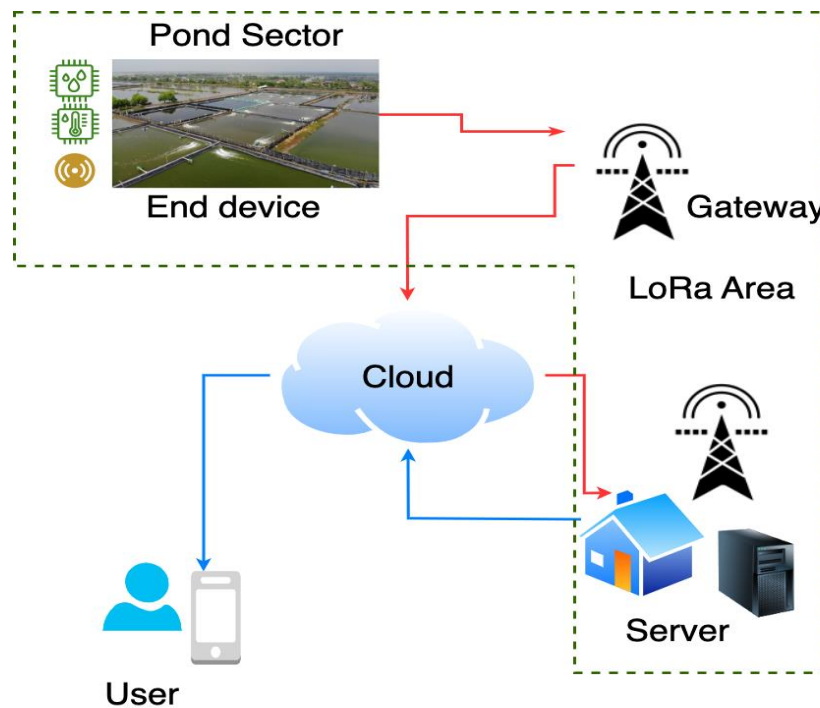 Pond Sector
End device
Gateway
LoRa Area
Cloud
Server
User